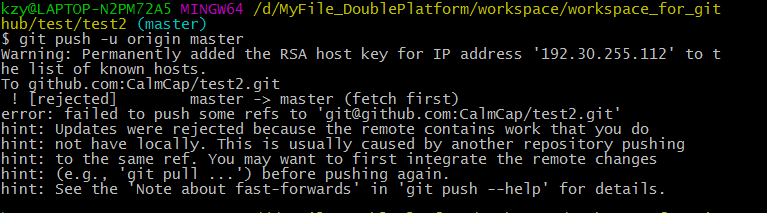 kzy@LAPTOP-N2PM72A5 MINGW64 /d/MyFile_DoublePlatform/workspace/workspace_for_git
hub/test/test2 (master)
$ git push -u origin master
Warning: Permanently added the RSA host key for IP address '192.30.255.112' to t
he list of known hosts.
To github.com:CalmCap/test2.git
 ! [rejected]        master -> master (fetch first)
error: failed to push some refs to 'git@github.com:CalmCap/test2.git'
hint: Updates were rejected because the remote contains work that you do
hint: not have locally. This is usually caused by another repository pushing
hint: to the same ref. You may want to first integrate the remote changes
hint: (e.g., 'git pull ...') before pushing again.
hint: See the 'Note about fast-forwards' in 'git push --help' for details.